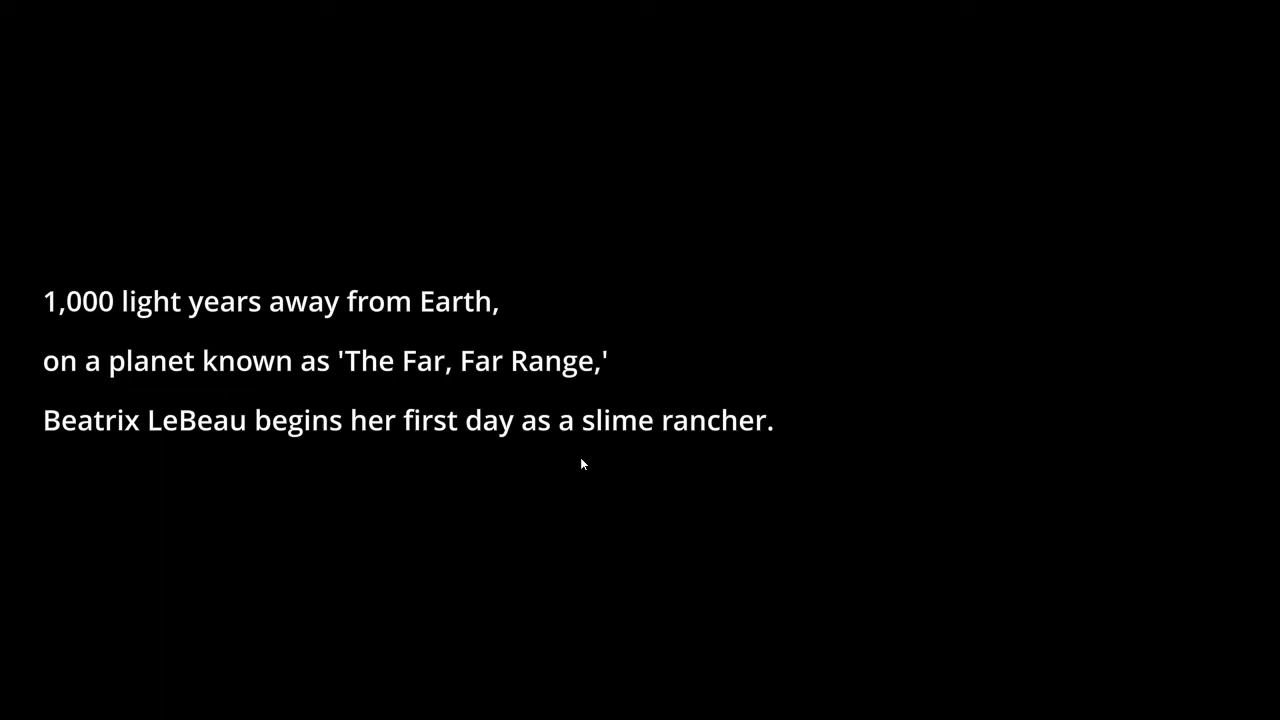 1,000 light years away from Earth,
on a planet known as 'The Far, Far Range,'
Beatrix LeBeau begins her first day as a slime rancher.